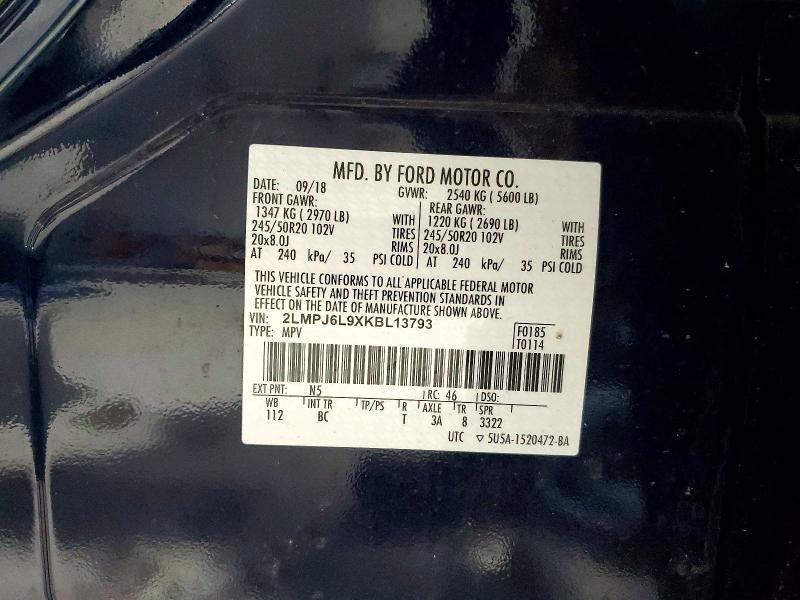 MFD. BY FORD MOTOR CO.
DATE: 09/18 GVWR: 2540 KG ( 5600 LB)
FRONT GAWR: REAR GAWR:
1347 KG ( 2970 LB) WITH 1220 KG ( 2690 LB) WITH
245/50R20 102V TIRES 245/50R20 102V TIRES
20x8.0J RIMS 20x8.0J RIMS
AT 240 kPa/ 35 PSI COLD AT 240 kPa/ 35 PSI COLD
THIS VEHICLE CONFORMS TO ALL APPLICABLE FEDERAL MOTOR
VEHICLE SAFETY AND THEFT PREVENTION STANDARDS IN
EFFECT ON THE DATE OF MANUFACTURE SHOWN ABOVE.
VIN: 2LMPJ6L9XKBL13793 F0185
TYPE: MPV T0114
EXT PNT: N5 RC: 46 DSO:
WB INT TR TP/PS R AXLE TR SPR
112 BC T 3A 8 3322
UTC ▽ 5U5A-1520472-BA